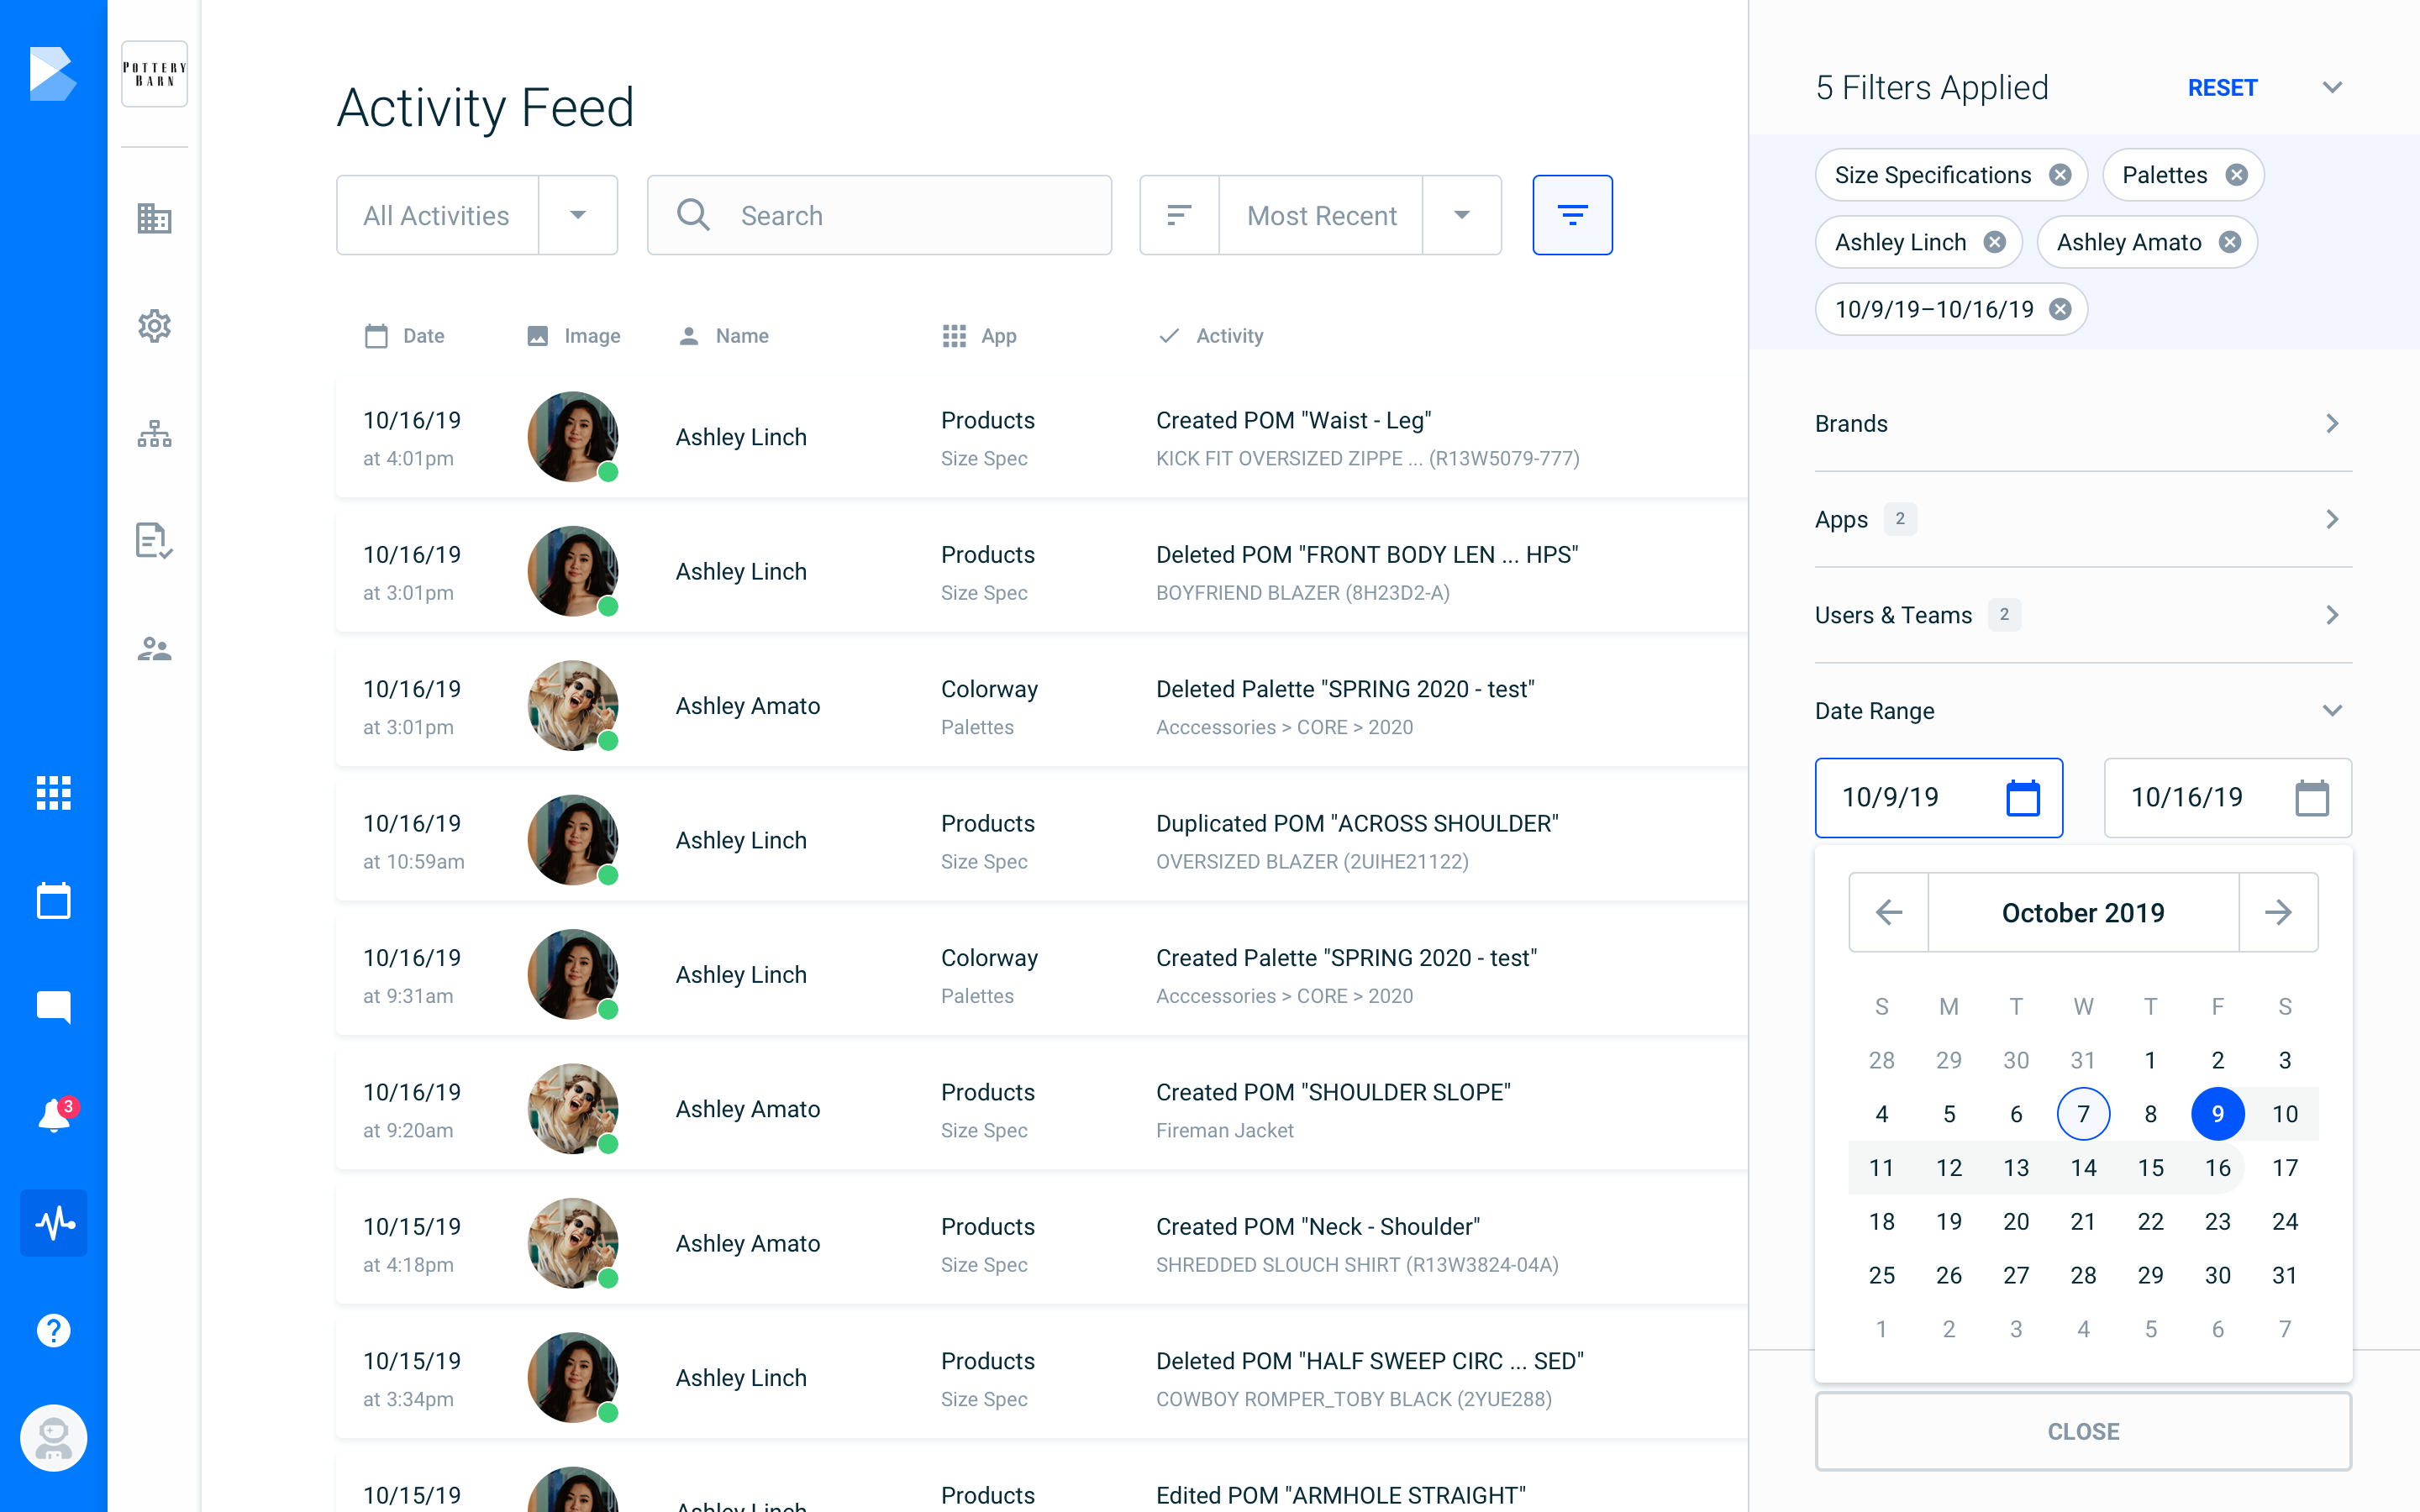 POTTERY
BARN
3
?
Activity Feed
All Activities
Search
Most Recent
Date Image Name App Activity
10/16/19 Ashley Linch Products Created POM "Waist - Leg"
at 4:01pm Size Spec KICK FIT OVERSIZED ZIPPE ... (R13W5079-777)
10/16/19 Ashley Linch Products Deleted POM "FRONT BODY LEN ... HPS"
at 3:01pm Size Spec BOYFRIEND BLAZER (8H23D2-A)
10/16/19 Ashley Amato Colorway Deleted Palette "SPRING 2020 - test"
at 3:01pm Palettes Acccessories > CORE > 2020
10/16/19 Ashley Linch Products Duplicated POM "ACROSS SHOULDER"
at 10:59am Size Spec OVERSIZED BLAZER (2UIHE21122)
10/16/19 Ashley Linch Colorway Created Palette "SPRING 2020 - test"
at 9:31am Palettes Acccessories > CORE > 2020
10/16/19 Ashley Amato Products Created POM "SHOULDER SLOPE"
at 9:20am Size Spec Fireman Jacket
10/15/19 Ashley Amato Products Created POM "Neck - Shoulder"
at 4:18pm Size Spec SHREDDED SLOUCH SHIRT (R13W3824-04A)
10/15/19 Ashley Linch Products Deleted POM "HALF SWEEP CIRC ... SED"
at 3:34pm Size Spec COWBOY ROMPER_TOBY BLACK (2YUE288)
10/15/19 Ashley Linch Products Edited POM "ARMHOLE STRAIGHT"
5 Filters Applied RESET
Size Specifications Palettes
Ashley Linch Ashley Amato
10/9/19–10/16/19
Brands
Apps 2
Users & Teams 2
Date Range
10/9/19 10/16/19
October 2019
S M T W T F S
28 29 30 31 1 2 3
4 5 6 7 8 9 10
11 12 13 14 15 16 17
18 19 20 21 22 23 24
25 26 27 28 29 30 31
1 2 3 4 5 6 7
CLOSE